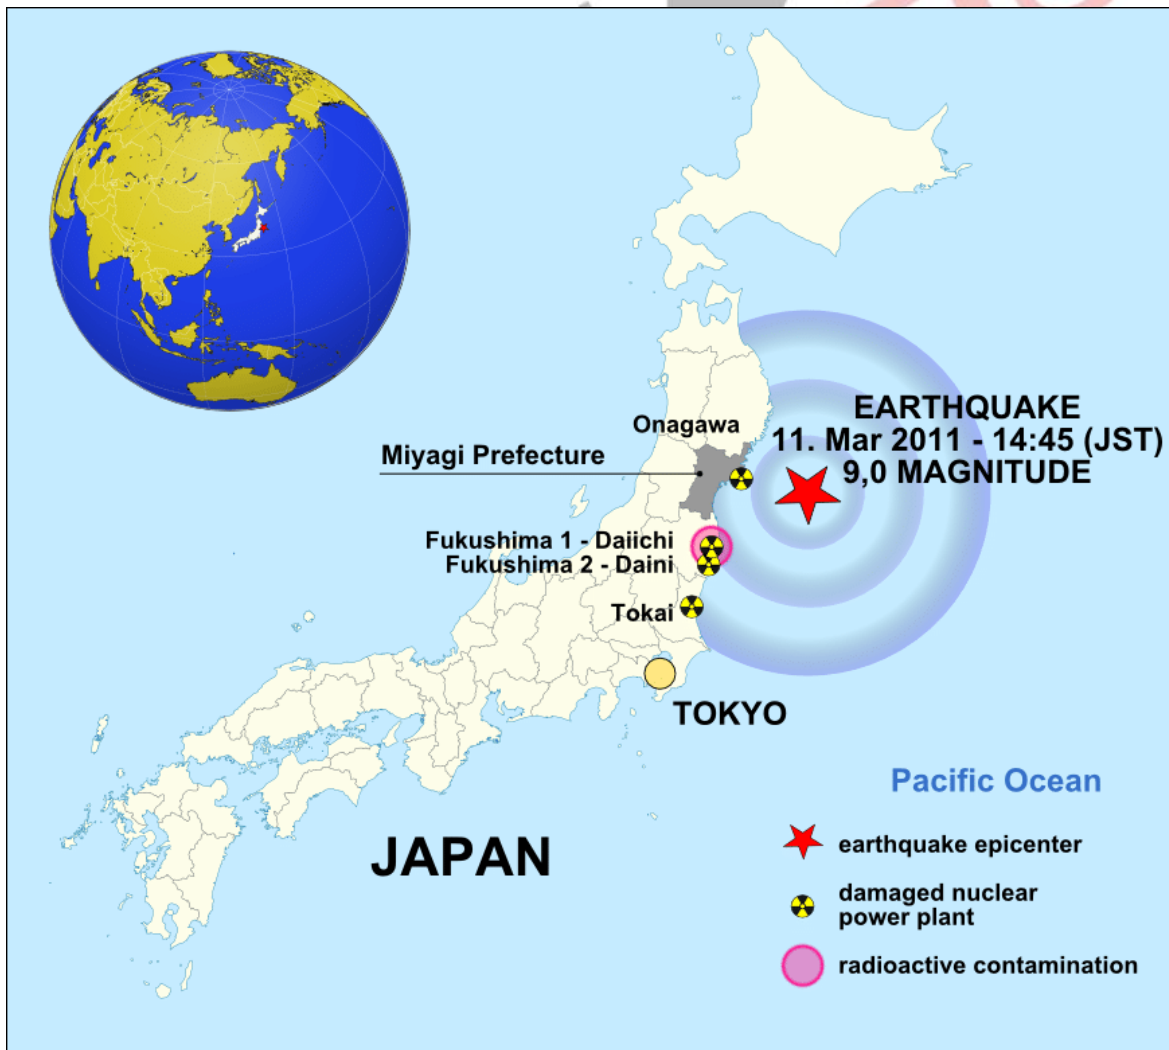 Onagawa
EARTHQUAKE
11. Mar 2011 - 14:45 (JST)
9,0 MAGNITUDE
Miyagi Prefecture
Fukushima 1 - Daiichi
Fukushima 2 - Daini
Tokai
TOKYO
JAPAN
Pacific Ocean
earthquake epicenter
damaged nuclear
power plant
radioactive contamination